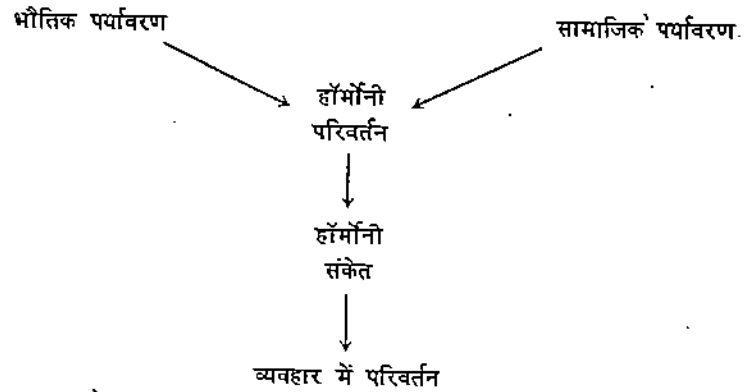 भौतिक पर्यावरण
सामाजिक पर्यावरण
हॉर्मोनी
परिवर्तन
हॉर्मोनी
संकेत
व्यवहार में परिवर्तन